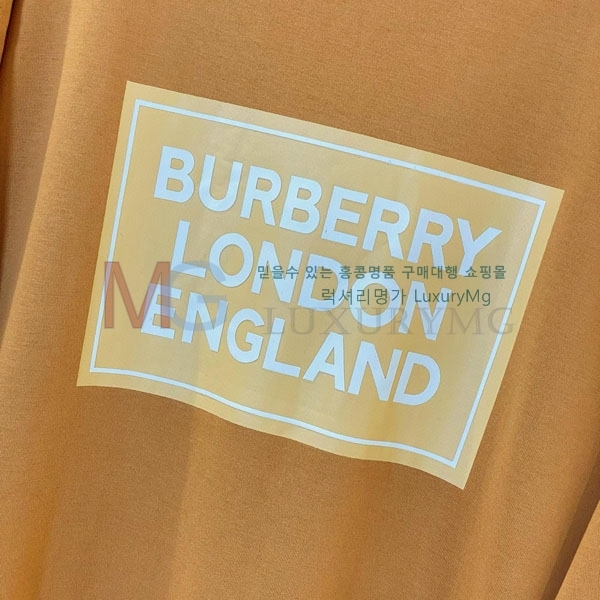 BURBERRY
LONDON
ENGLAND
믿을수 있는 홍콩명품 구매대행 쇼핑몰
럭셔리명가 LuxuryMg
MG LUXURYMG